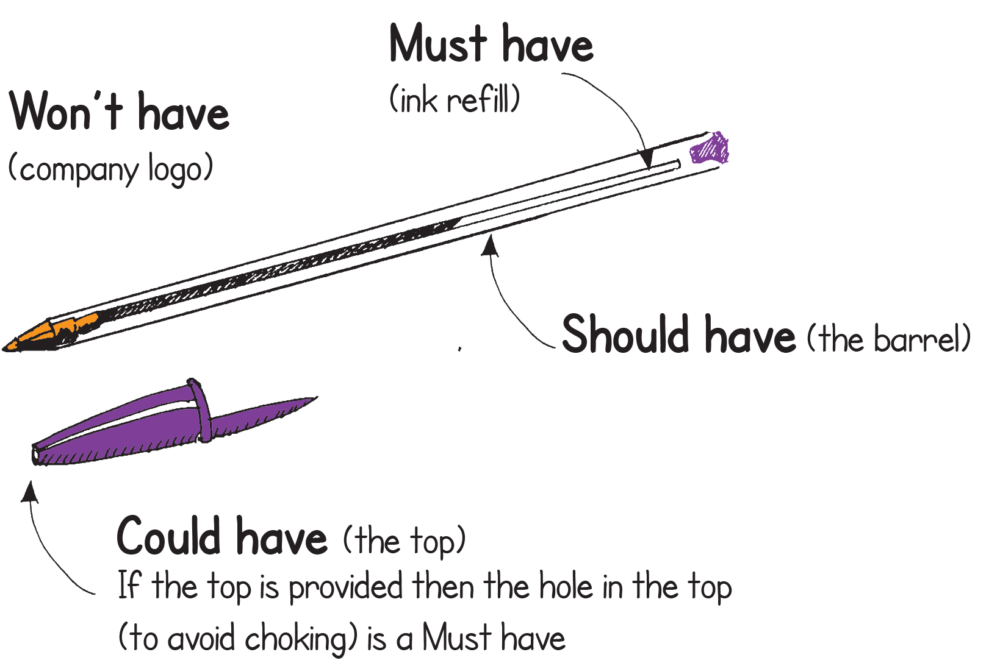 Must have
(ink refill)
Won't have
(company logo)
Should have (the barrel)
Could have (the top)
If the top is provided then the hole in the top
(to avoid choking) is a Must have